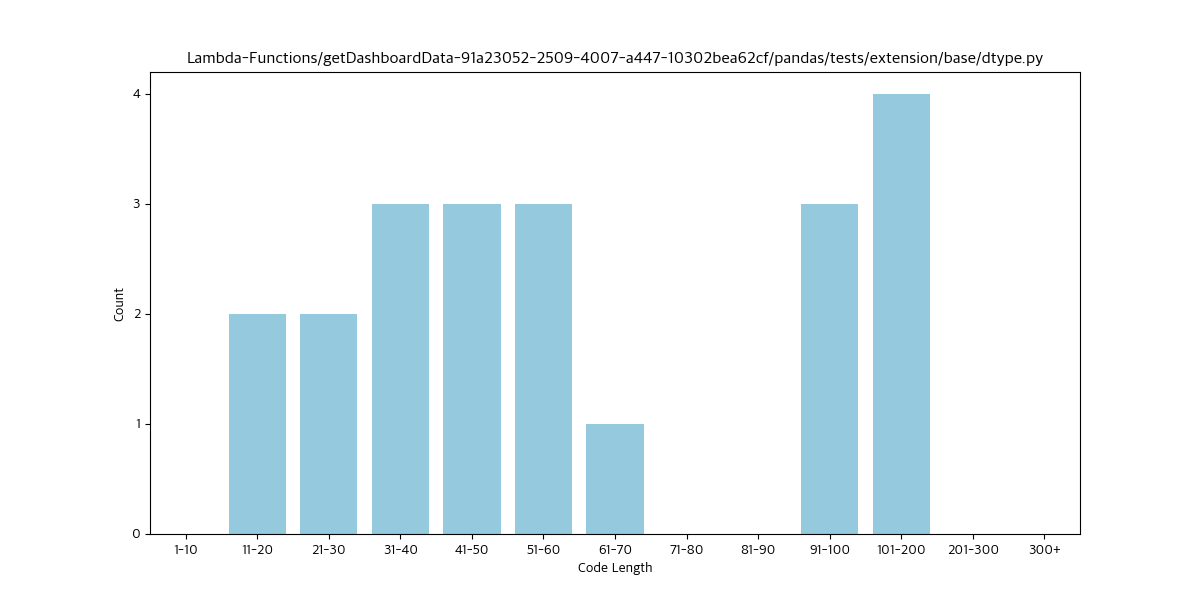 Lambda-Functions/getDashboardData-91a23052-2509-4007-a447-10302bea62cf/pandas/tests/extension/base/dtype.py
4
3
2
1
0
Count
1-10 11-20 21-30 31-40 41-50 51-60 61-70 71-80 81-90 91-100 101-200 201-300 300+
Code Length